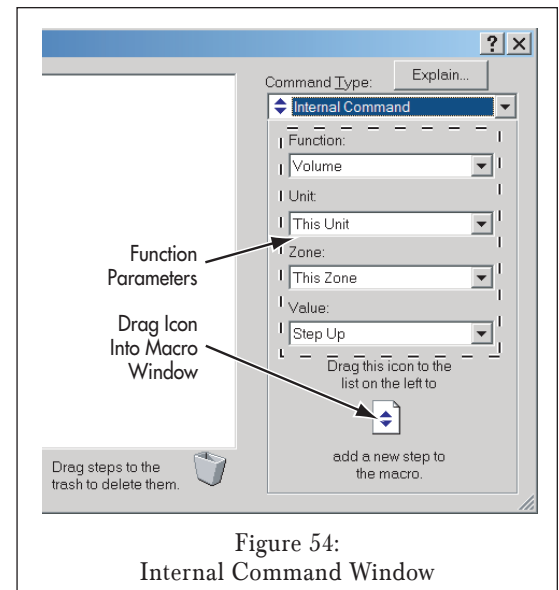 Explain...
Command Type:
Internal Command
Function:
Volume
Unit:
This Unit
Function
Parameters
Zone:
This Zone
Value:
Step Up
Drag Icon
Into Macro
Window
Drag this icon to the
list on the left to
add a new step to
the macro.
Drag steps to the
trash to delete them.
Figure 54:
Internal Command Window